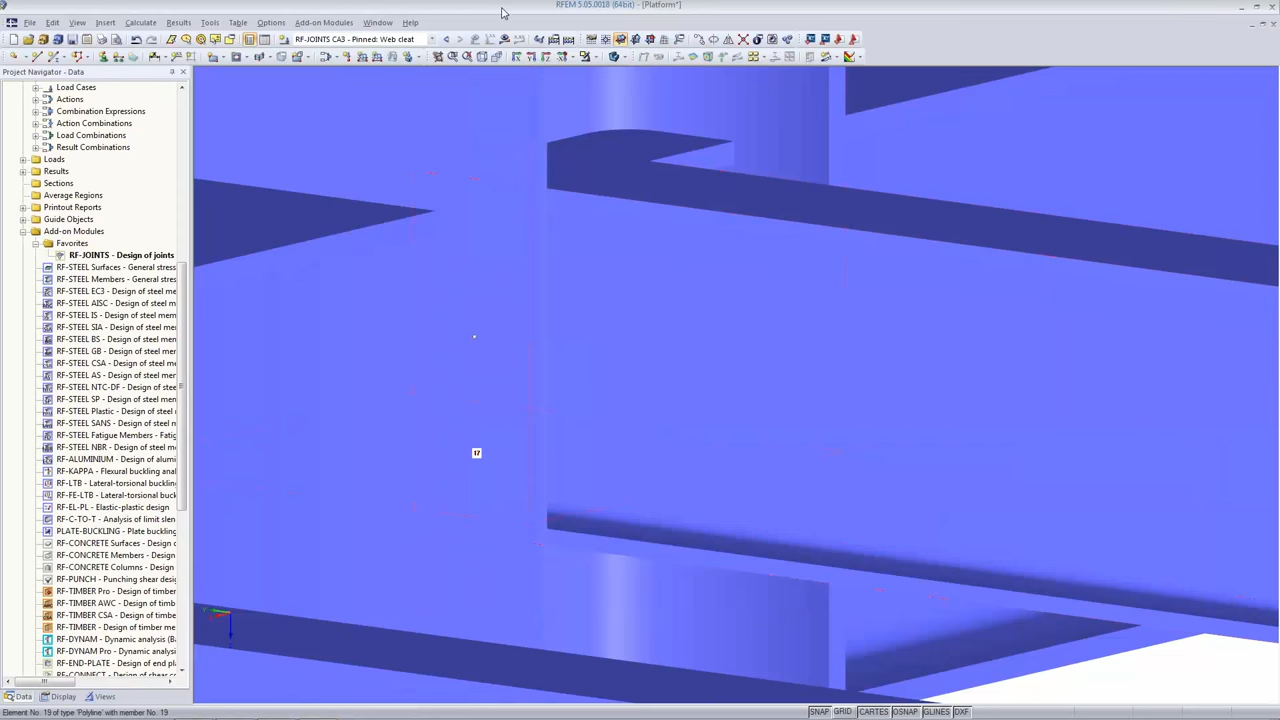 RFEM 5.05.0018 (64bit) - [Platform*]
File Edit View Insert Calculate Results Tools Table Options Add-on Modules Window Help
RF-JOINTS CA3 - Pinned: Web cleat
Project Navigator - Data
Load Cases
Actions
Combination Expressions
Action Combinations
Load Combinations
Result Combinations
Loads
Results
Sections
Average Regions
Printout Reports
Guide Objects
Add-on Modules
Favorites
RF-JOINTS - Design of joints
RF-STEEL Surfaces - General stress
RF-STEEL Members - General stress
RF-STEEL EC3 - Design of steel mem
RF-STEEL AISC - Design of steel me
RF-STEEL IS - Design of steel mem
RF-STEEL SIA - Design of steel mem
RF-STEEL BS - Design of steel mem
RF-STEEL GB - Design of steel mem
RF-STEEL CSA - Design of steel mem
RF-STEEL AS - Design of steel mem
RF-STEEL NTC-DF - Design of steel
RF-STEEL SP - Design of steel mem
RF-STEEL Plastic - Design of steel m
RF-STEEL SANS - Design of steel m
RF-STEEL Fatigue Members - Fatig
RF-STEEL NBR - Design of steel me
RF-ALUMINIUM - Design of alumi
RF-KAPPA - Flexural buckling anal
RF-LTB - Lateral-torsional buckling
RF-FE-LTB - Lateral-torsional buckl
RF-EL-PL - Elastic-plastic design
RF-C-TO-T - Analysis of limit slen
PLATE-BUCKLING - Plate buckling
RF-CONCRETE Surfaces - Design of
RF-CONCRETE Members - Design of
RF-CONCRETE Columns - Design of
RF-PUNCH - Punching shear desig
RF-TIMBER Pro - Design of timber
RF-TIMBER AWC - Design of timb
RF-TIMBER CSA - Design of timbe
RF-TIMBER - Design of timber me
RF-DYNAM - Dynamic analysis (Ba
RF-DYNAM Pro - Dynamic analysi
RF-END-PLATE - Design of end pl
17
Data Display Views
Element No. 19 of type 'Polyline' with member No. 19
SNAP GRID CARTES OSNAP GLINES DXF